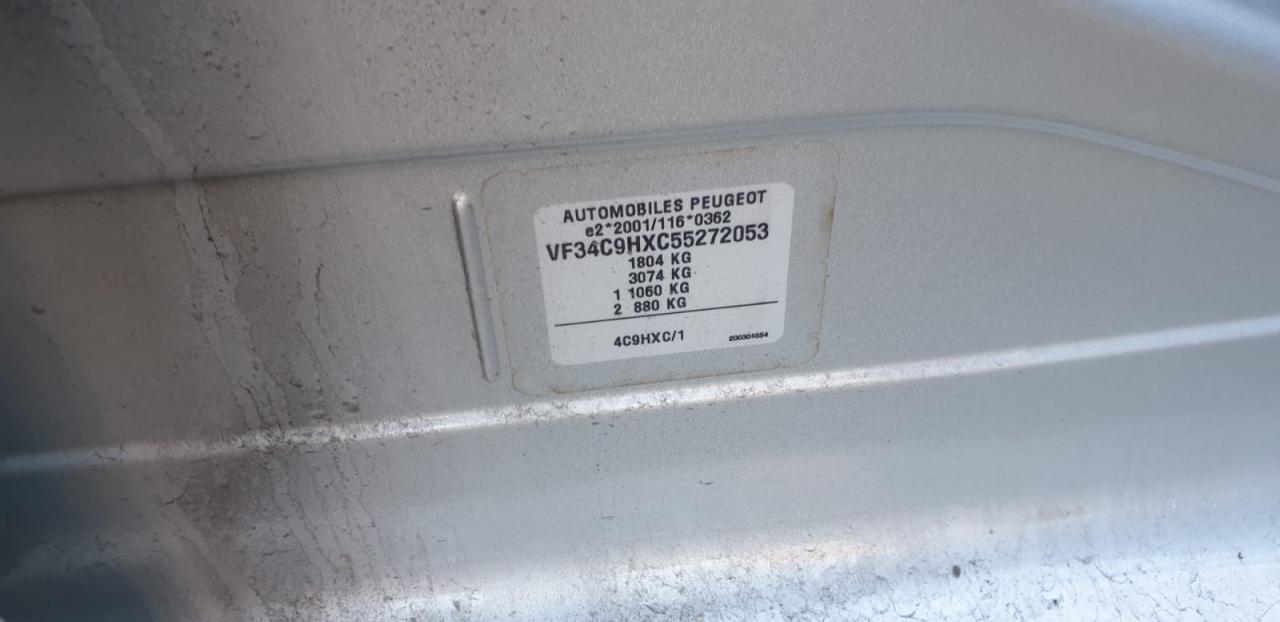 AUTOMOBILES PEUGEOT
e2*2001/116*0362
VF34C9HXC55272053
1804 KG
3074 KG
1 1060 KG
2 880 KG
4C9HXC/1
200301654